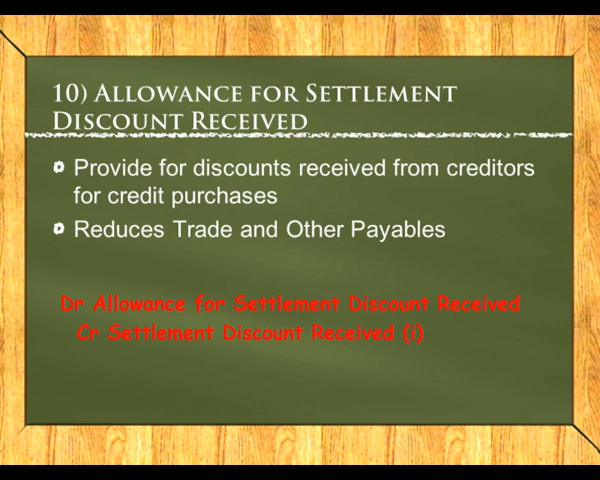 10) Allowance for Settlement
Discount Received
Provide for discounts received from creditors
for credit purchases
Reduces Trade and Other Payables
Dr Allowance for Settlement Discount Received
Cr Settlement Discount Received (i)